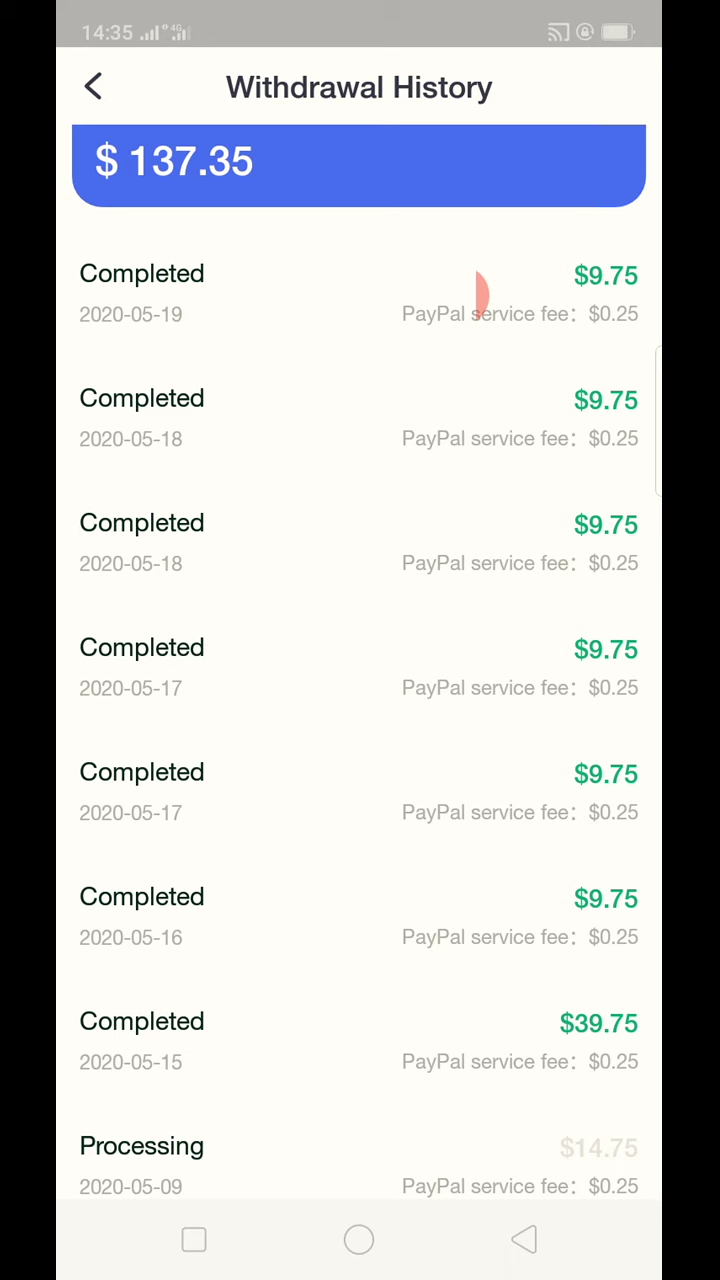 14:35 4G
Withdrawal History
$ 137.35
Completed $9.75
2020-05-19 PayPal service fee: $0.25
Completed $9.75
2020-05-18 PayPal service fee: $0.25
Completed $9.75
2020-05-18 PayPal service fee: $0.25
Completed $9.75
2020-05-17 PayPal service fee: $0.25
Completed $9.75
2020-05-17 PayPal service fee: $0.25
Completed $9.75
2020-05-16 PayPal service fee: $0.25
Completed $39.75
2020-05-15 PayPal service fee: $0.25
Processing $14.75
2020-05-09 PayPal service fee: $0.25